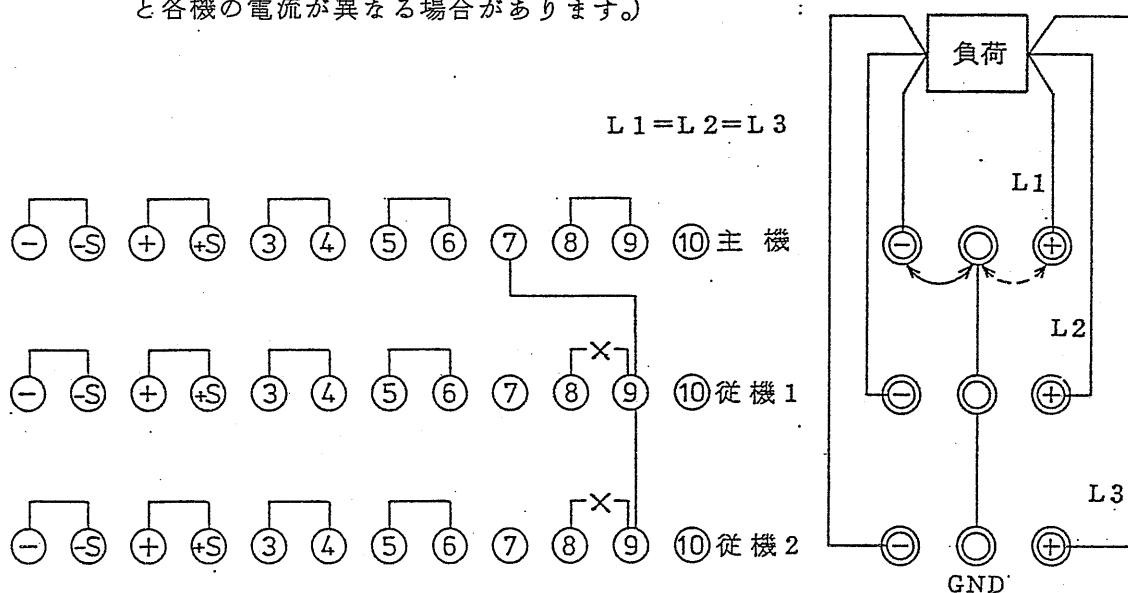 と各機の電流が異なる場合があります。)
負荷
L1=L2=L3
L1
− −S + +S 3 4 5 6 7 8 9 10 主機
− +
L2
− −S + +S 3 4 5 6 7 8 9 10 従機1
− +
L3
− −S + +S 3 4 5 6 7 8 9 10 従機2
− +
GND